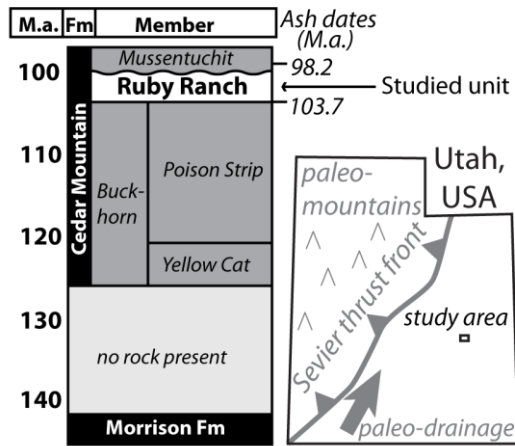 M.a. Fm Member Ash dates
(M.a.)
Mussentuchit
100
98.2
Ruby Ranch
Studied unit
103.7
Cedar Mountain
110
Buck-
horn
Poison Strip
120
Yellow Cat
130
no rock present
140
Morrison Fm
Utah,
USA
paleo-
mountains
Sevier thrust front
study area
paleo-drainage